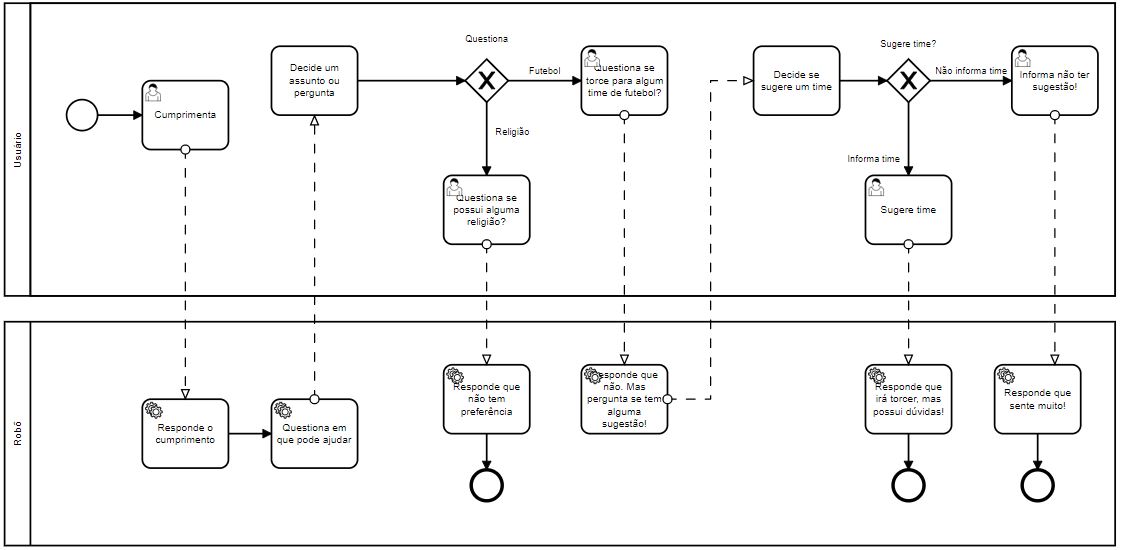 Usuário
Cumprimenta
Decide um
assunto ou
pergunta
Questiona
Futebol
Religião
Questiona se
torce para algum
time de futebol?
Questiona se
possui alguma
religião?
Decide se
sugere um time
Sugere time?
Não informa time
Informa time
Informa não ter
sugestão!
Sugere time
Robô
Responde o
cumprimento
Questiona em
que pode ajudar
Responde que
não tem
preferência
Responde que
não. Mas
pergunta se tem
alguma
sugestão!
Responde que
irá torcer, mas
possui dúvidas!
Responde que
sente muito!